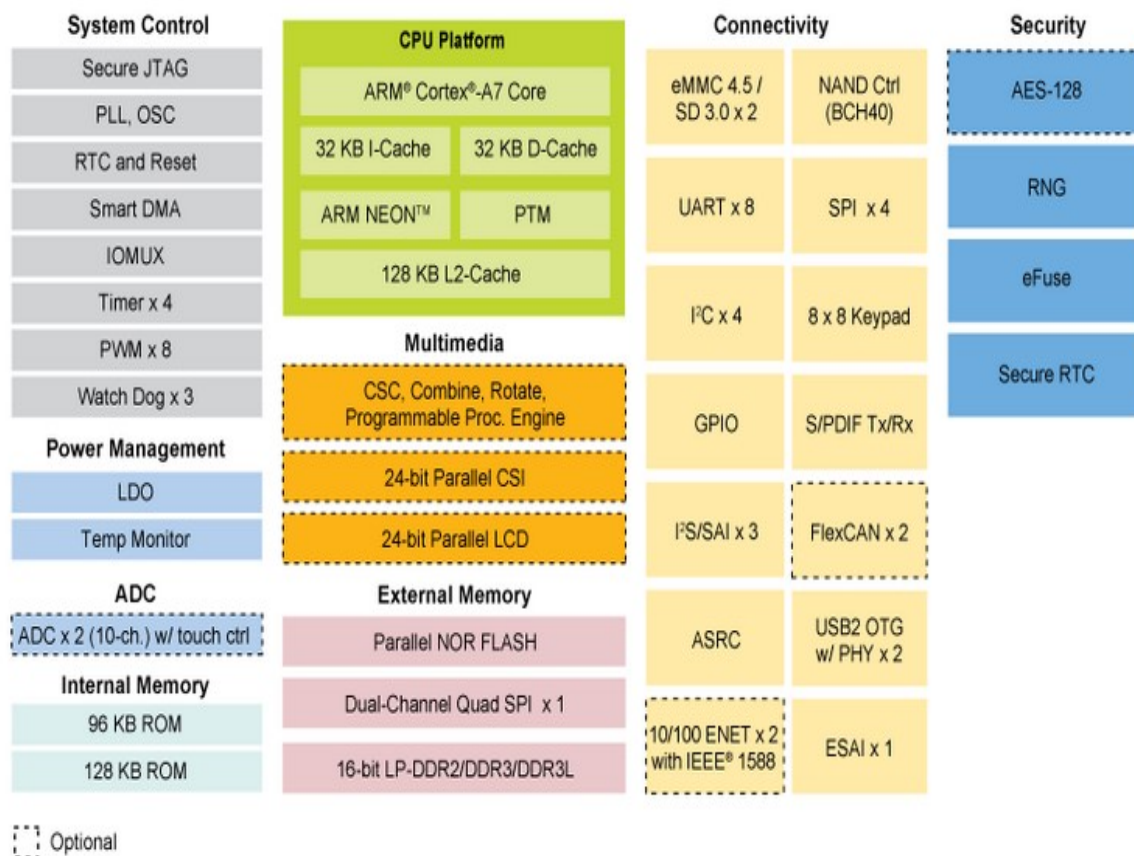 System Control
Secure JTAG
PLL, OSC
RTC and Reset
Smart DMA
IOMUX
Timer x 4
PWM x 8
Watch Dog x 3
Power Management
LDO
Temp Monitor
ADC
ADC x 2 (10-ch.) w/ touch ctrl
Internal Memory
96 KB ROM
128 KB ROM
CPU Platform
ARM® Cortex®-A7 Core
32 KB I-Cache
32 KB D-Cache
ARM NEON™
PTM
128 KB L2-Cache
Multimedia
CSC, Combine, Rotate,
Programmable Proc. Engine
24-bit Parallel CSI
24-bit Parallel LCD
External Memory
Parallel NOR FLASH
Dual-Channel Quad SPI x 1
16-bit LP-DDR2/DDR3/DDR3L
Connectivity
eMMC 4.5 /
SD 3.0 x 2
NAND Ctrl
(BCH40)
UART x 8
SPI x 4
I²C x 4
8 x 8 Keypad
GPIO
S/PDIF Tx/Rx
I²S/SAI x 3
FlexCAN x 2
ASRC
USB2 OTG
w/ PHY x 2
10/100 ENET x 2
with IEEE® 1588
ESAI x 1
Security
AES-128
RNG
eFuse
Secure RTC
Optional